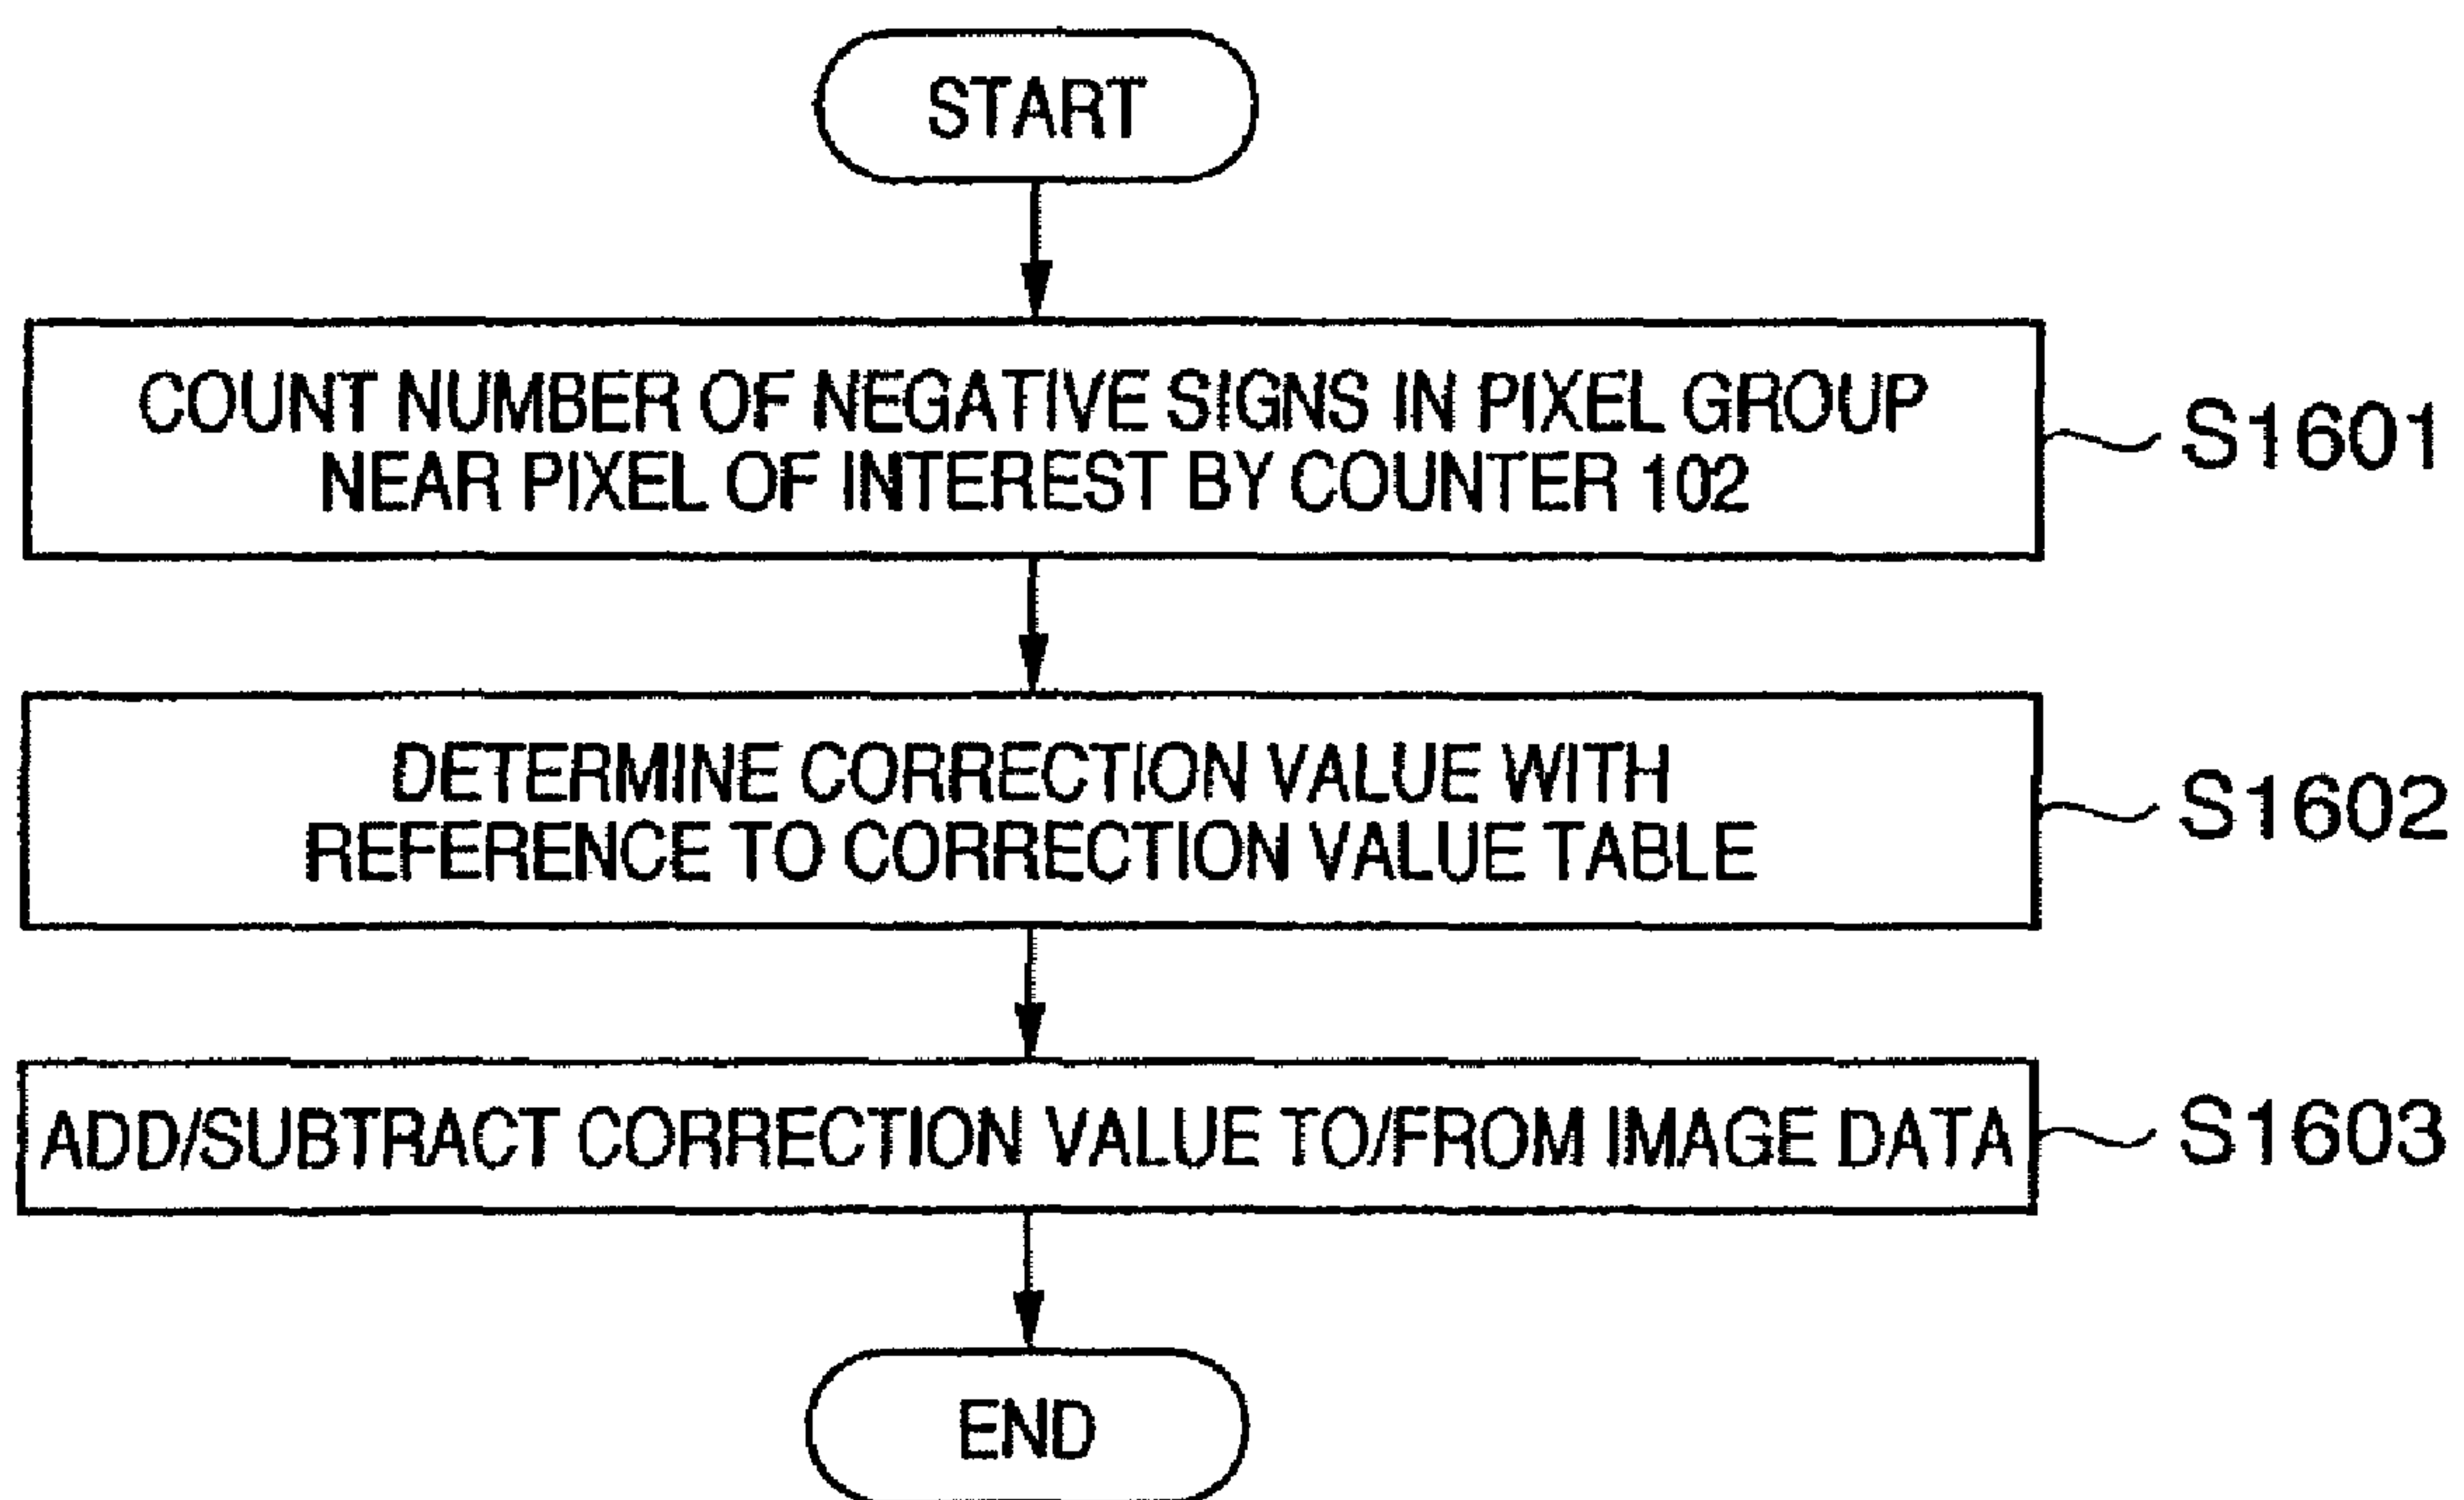 START
COUNT NUMBER OF NEGATIVE SIGNS IN PIXEL GROUP
NEAR PIXEL OF INTEREST BY COUNTER 102
S1601
DETERMINE CORRECTION VALUE WITH
REFERENCE TO CORRECTION VALUE TABLE
S1602
ADD/SUBTRACT CORRECTION VALUE TO/FROM IMAGE DATA
S1603
END